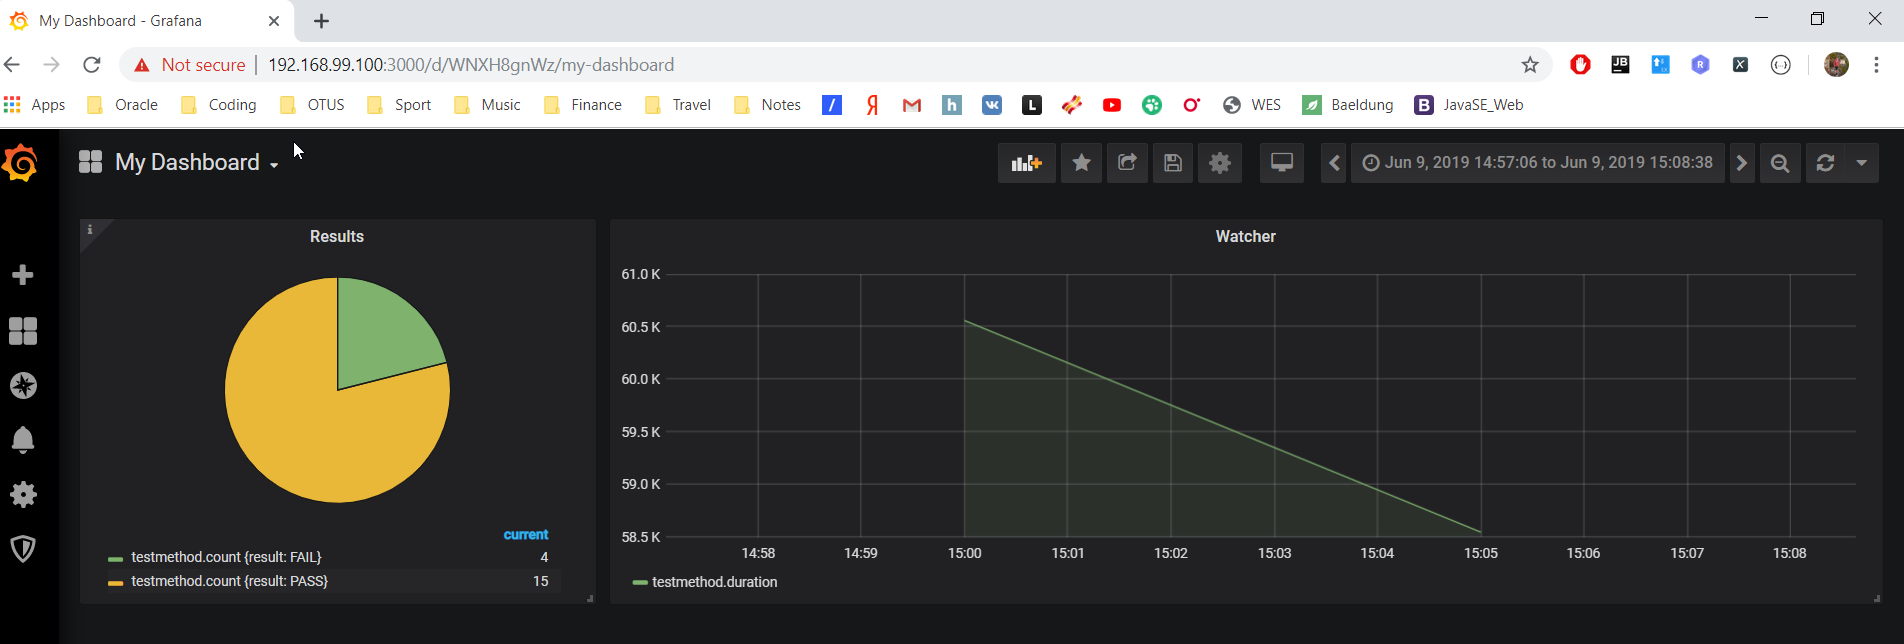 My Dashboard - Grafana
Not secure | 192.168.99.100:3000/d/WNXH8gnWz/my-dashboard
Apps Oracle Coding OTUS Sport Music Finance Travel Notes WES Baeldung JavaSE_Web
My Dashboard
Jun 9, 2019 14:57:06 to Jun 9, 2019 15:08:38
Results
current
testmethod.count {result: FAIL} 4
testmethod.count {result: PASS} 15
Watcher
61.0 K
60.5 K
60.0 K
59.5 K
59.0 K
58.5 K
14:58 14:59 15:00 15:01 15:02 15:03 15:04 15:05 15:06 15:07 15:08
testmethod.duration